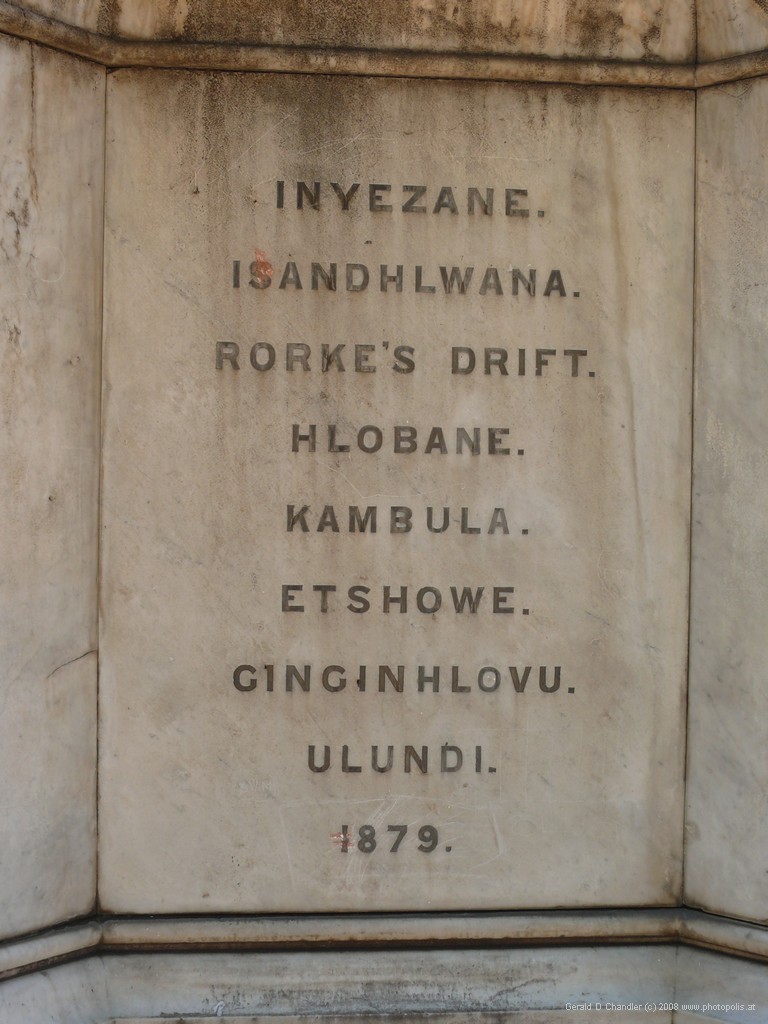 INYEZANE.
ISANDHLWANA.
RORKE'S DRIFT.
HLOBANE.
KAMBULA.
ETSHOWE.
GINGINHLOVU.
ULUNDI.
1879.
Gerald D Chandler (c) 2008 www.photopolis.at